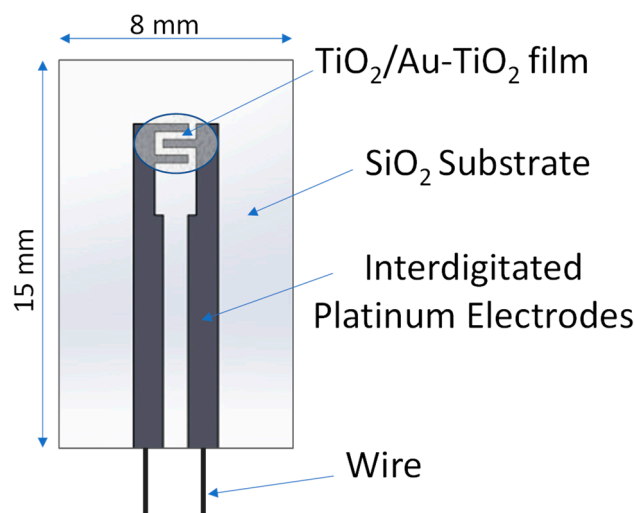 8 mm
TiO₂/Au-TiO₂ film
SiO₂ Substrate
15 mm
Interdigitated
Platinum Electrodes
Wire